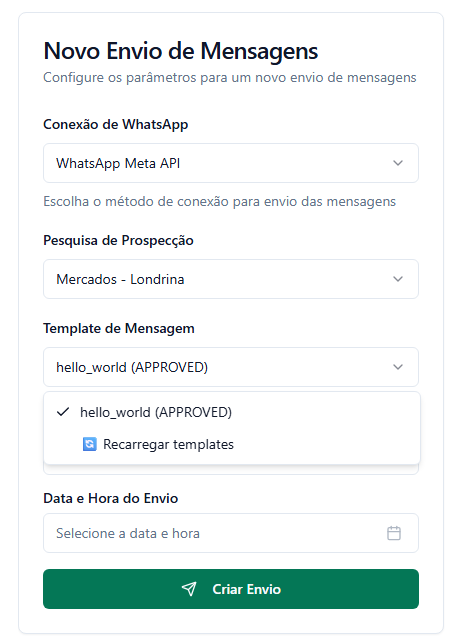 Novo Envio de Mensagens
Configure os parâmetros para um novo envio de mensagens
Conexão de WhatsApp
WhatsApp Meta API
Escolha o método de conexão para envio das mensagens
Pesquisa de Prospecção
Mercados - Londrina
Template de Mensagem
hello_world (APPROVED)
hello_world (APPROVED)
Recarregar templates
Data e Hora do Envio
Selecione a data e hora
Criar Envio